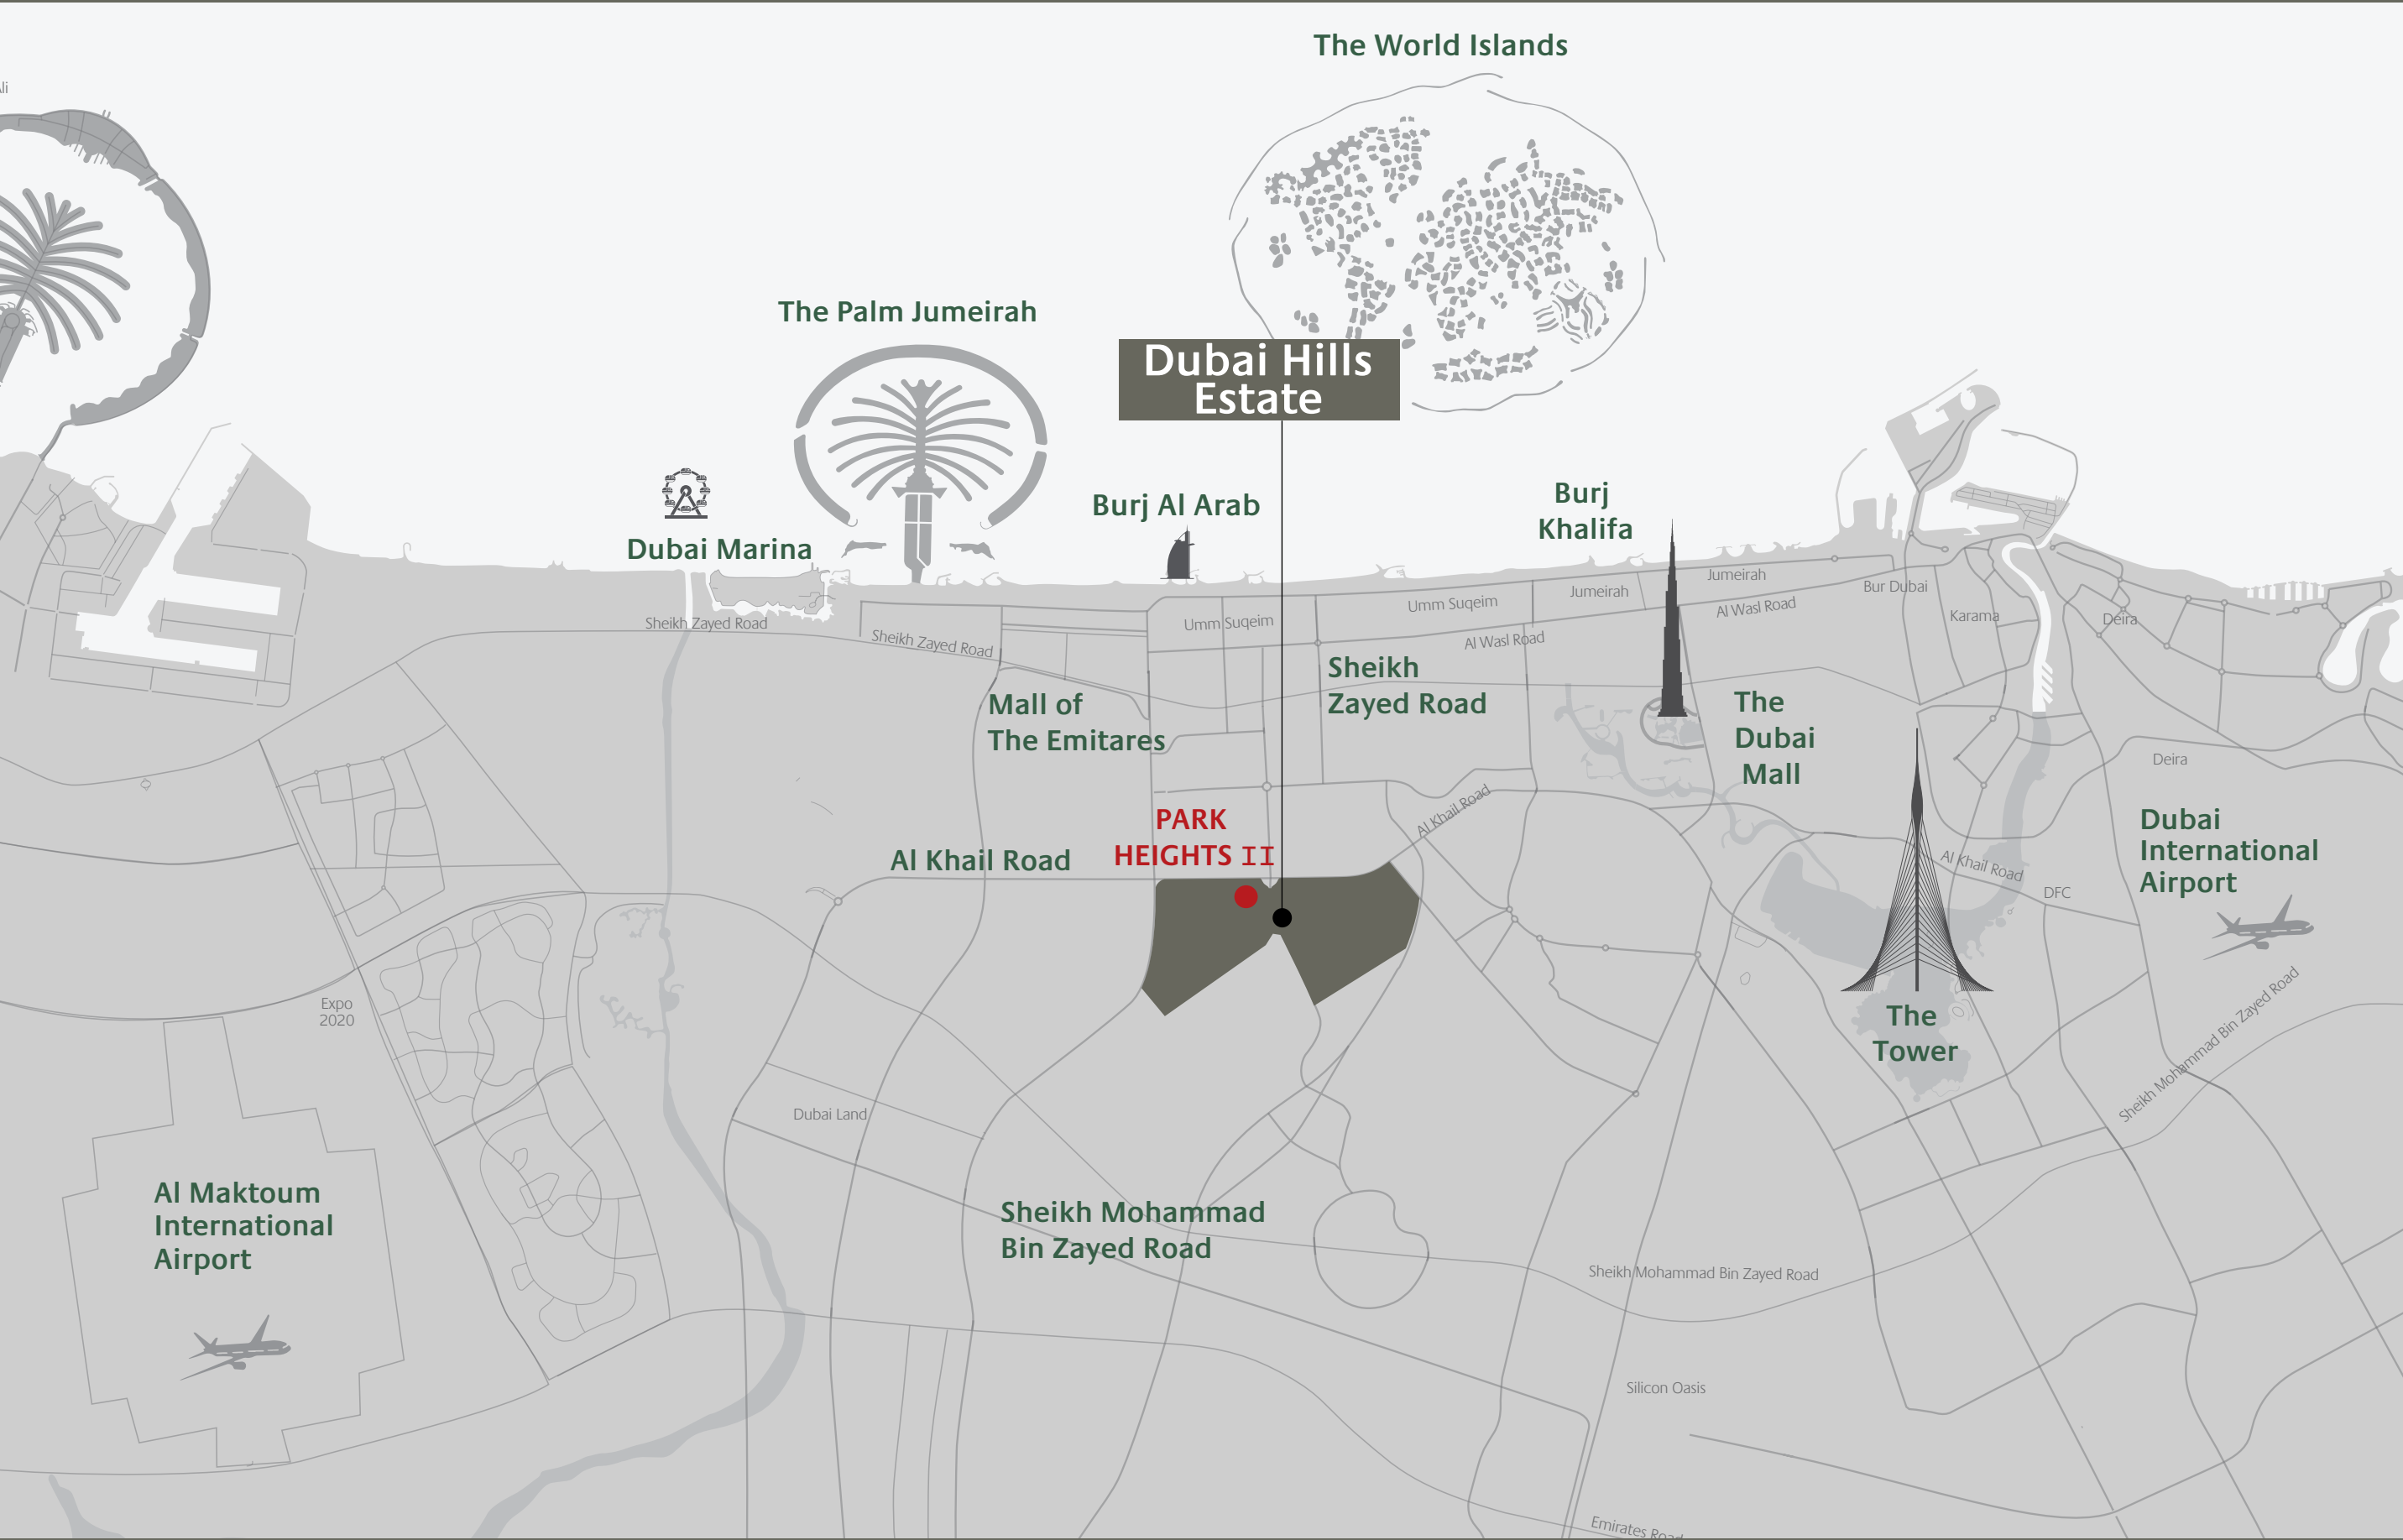 The World Islands
Ali
The Palm Jumeirah
Dubai Hills
Estate
Burj Al Arab
Burj
Khalifa
Dubai Marina
Jumeirah
Jumeirah
Bur Dubai
Umm Suqeim
Al Wasl Road
Karama
Deira
Sheikh Zayed Road
Umm Suqeim
Sheikh Zayed Road
Al Wasl Road
Sheikh
Zayed Road
Mall of
The Emitares
The
Dubai
Mall
Deira
PARK
HEIGHTS II
Al Khail Road
Al Khail Road
Al Khail Road
DFC
Dubai
International
Airport
Expo
2020
The
Tower
Sheikh Mohammad Bin Zayed Road
Dubai Land
Al Maktoum
International
Airport
Sheikh Mohammad
Bin Zayed Road
Sheikh Mohammad Bin Zayed Road
Silicon Oasis
Emirates Road